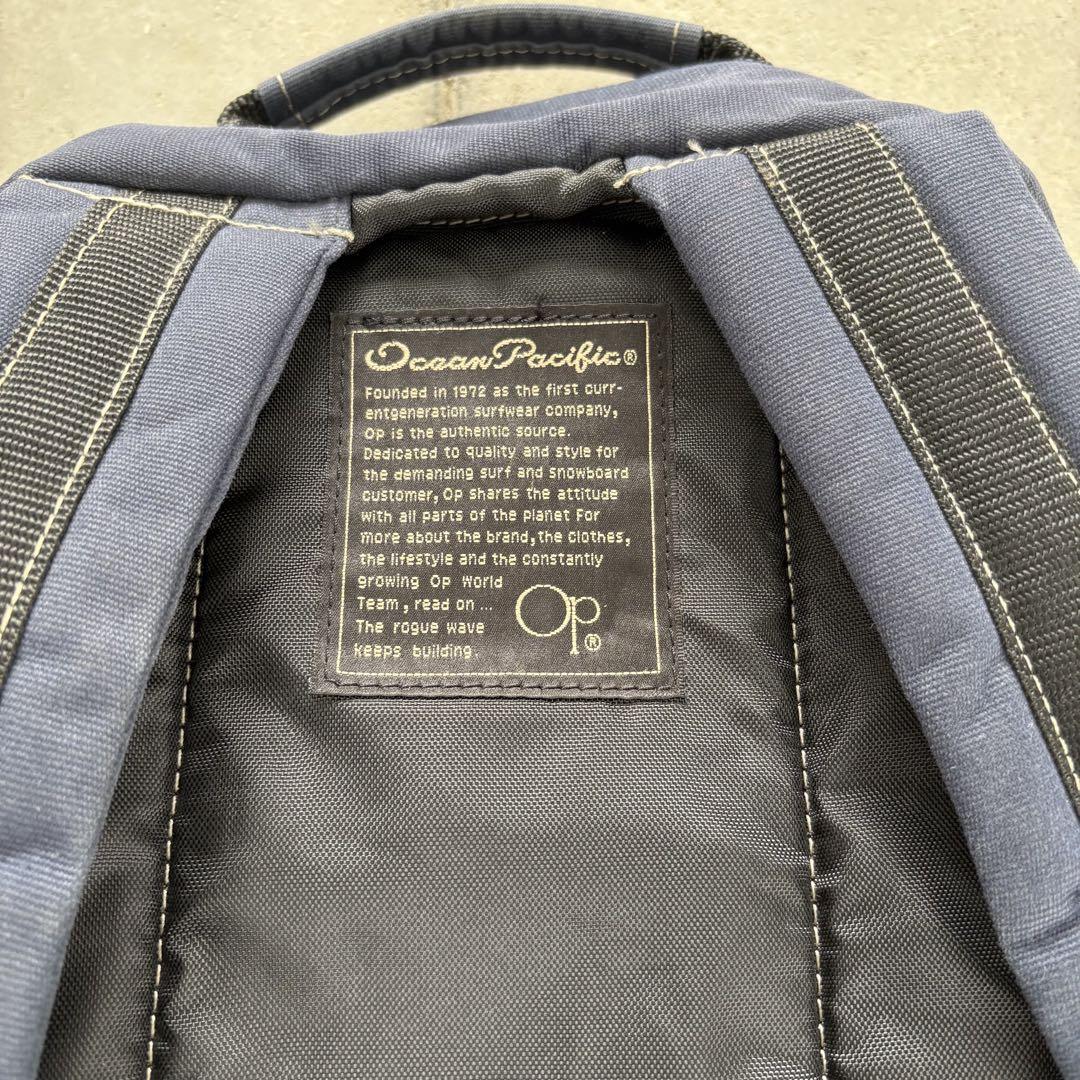 Ocean Pacific®
Founded in 1972 as the first curr-
entgeneration surfwear company,
Op is the authentic source.
Dedicated to quality and style for
the demanding surf and snowboard
customer, Op shares the attitude
with all parts of the planet For
more about the brand, the clothes,
the lifestyle and the constantly
growing Op World
Team, read on ...
The rogue wave
keeps building.
Op®